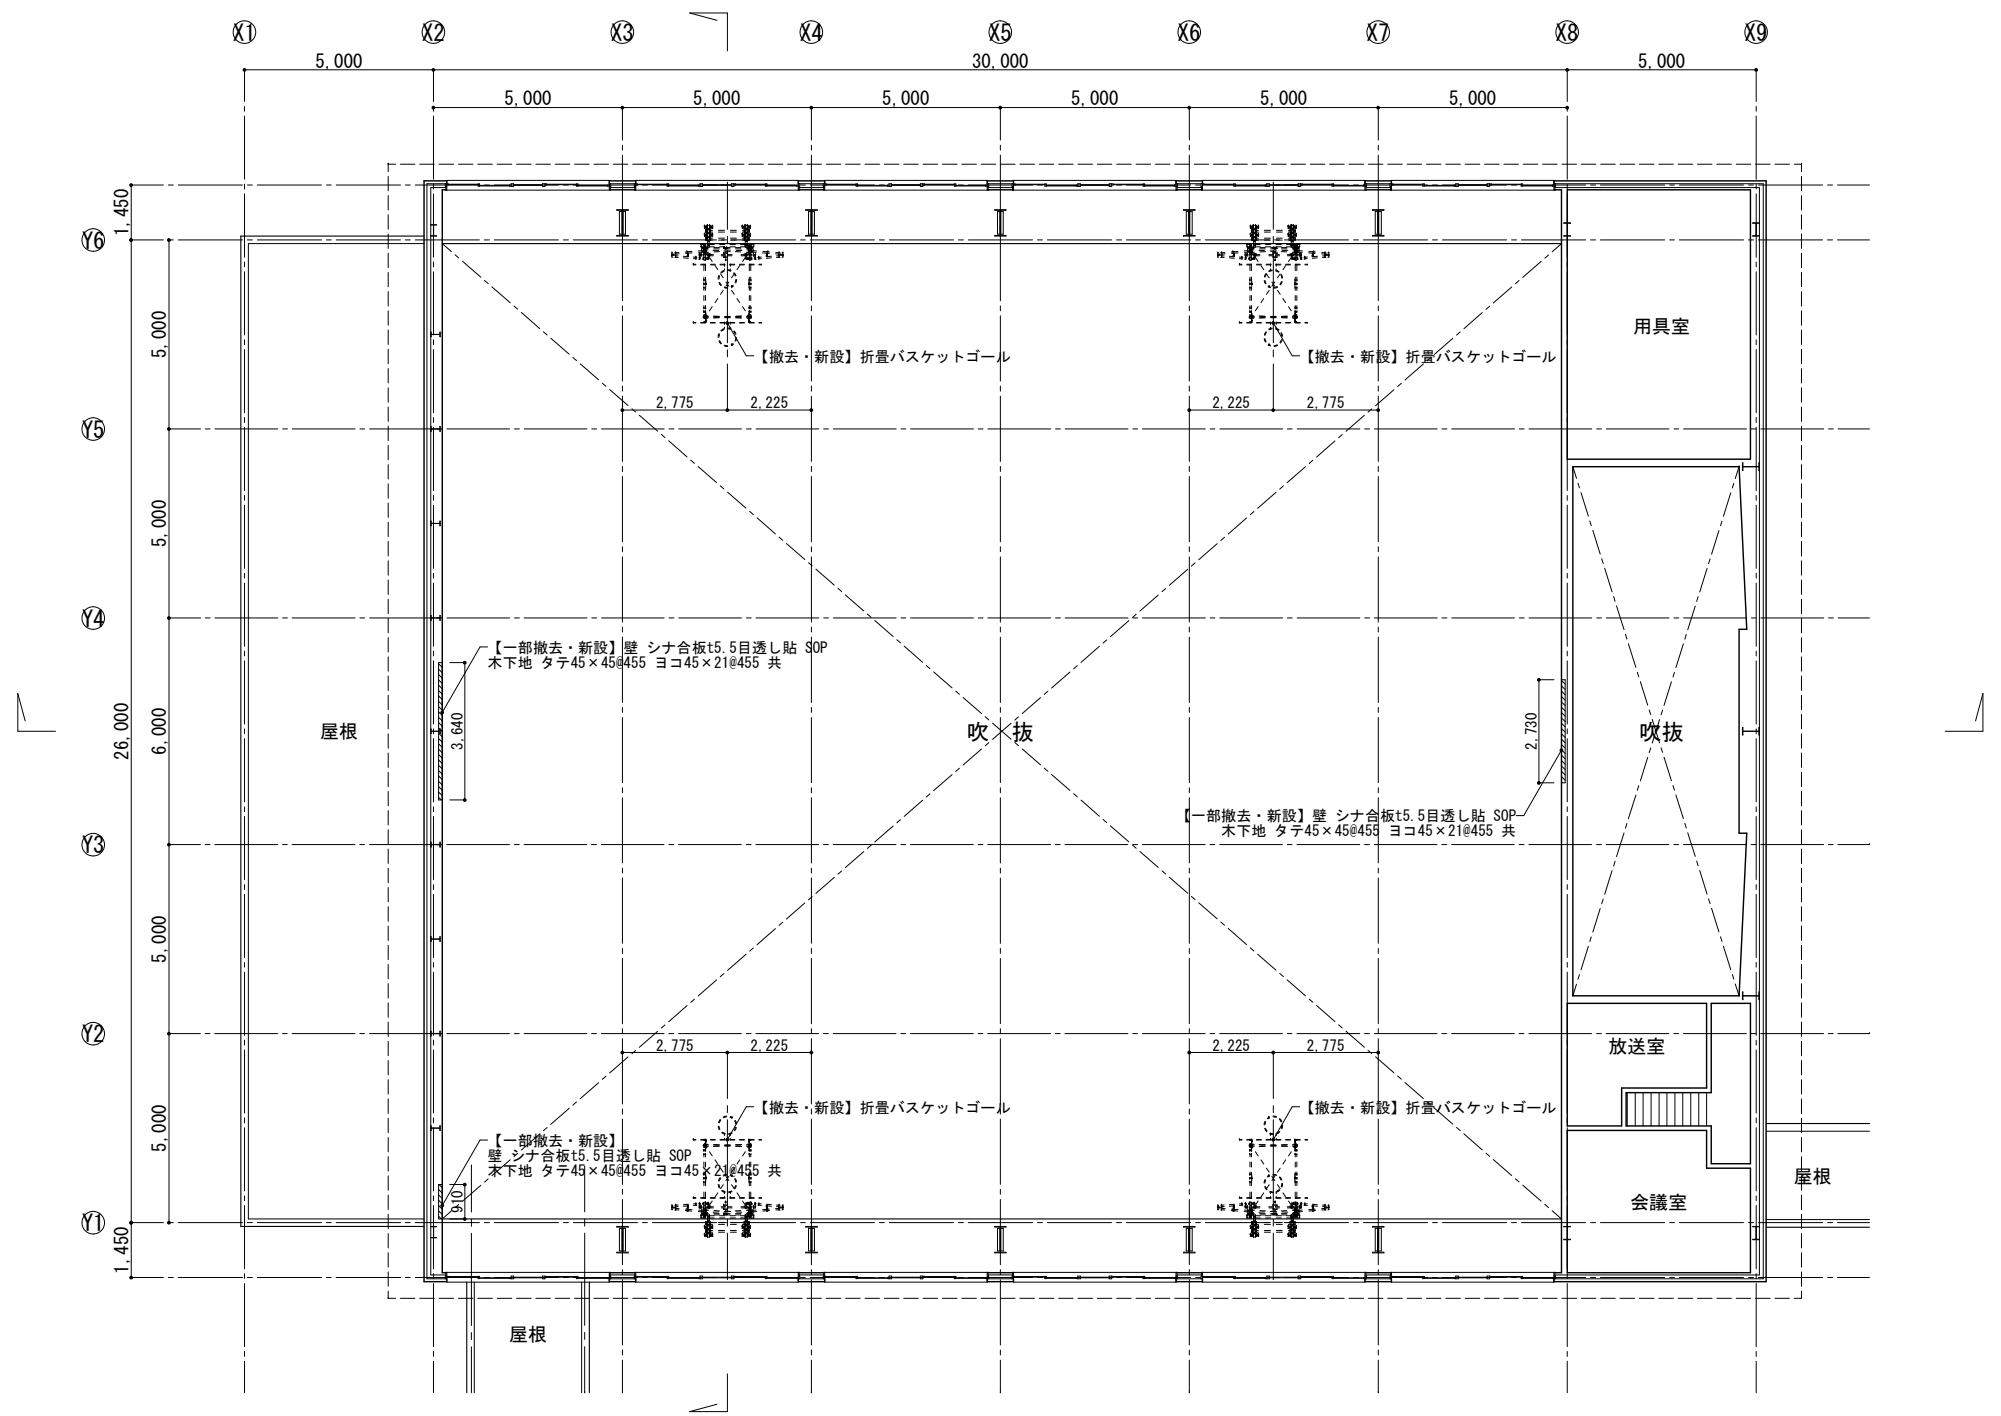 X1 X2 X3 X4 X5 X6 X7 X8 X9
5,000 30,000 5,000
5,000 5,000 5,000 5,000 5,000 5,000
1,450
Y6
5,000
用具室
【撤去・新設】折畳バスケットゴール
【撤去・新設】折畳バスケットゴール
2,775 2,225
2,225 2,775
Y5
5,000
Y4
【一部撤去・新設】壁 シナ合板t5.5目透し貼 SOP
木下地 タテ45×45@455 ヨコ45×21@455 共
26,000
6,000
屋根
3,640
吹 抜
2,730
吹抜
【一部撤去・新設】壁 シナ合板t5.5目透し貼 SOP
木下地 タテ45×45@455 ヨコ45×21@455 共
Y3
5,000
Y2
2,775 2,225
2,225 2,775
放送室
【撤去・新設】折畳バスケットゴール
【撤去・新設】折畳バスケットゴール
5,000
【一部撤去・新設】
壁 シナ合板t5.5目透し貼 SOP
木下地 タテ45×45@455 ヨコ45×21@455 共
910
屋根
会議室
Y1
1,450
屋根